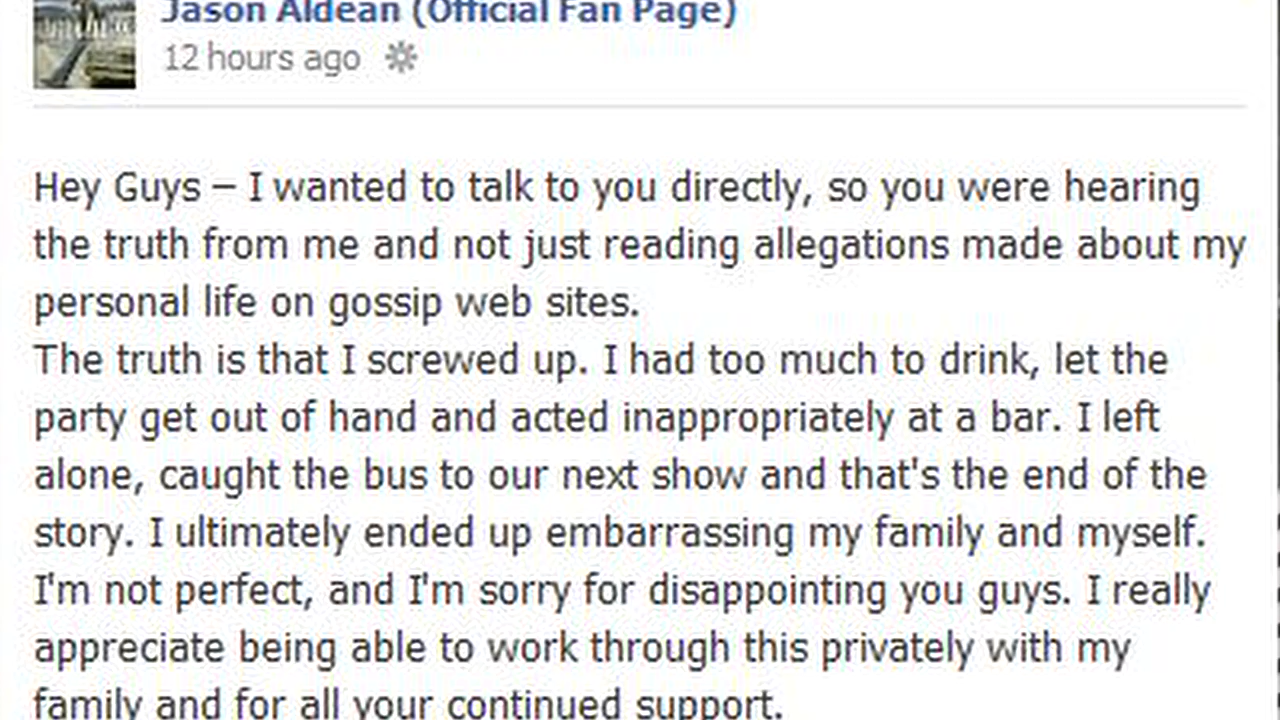 Jason Aldean (Official Fan Page)
12 hours ago
Hey Guys – I wanted to talk to you directly, so you were hearing
the truth from me and not just reading allegations made about my
personal life on gossip web sites.
The truth is that I screwed up. I had too much to drink, let the
party get out of hand and acted inappropriately at a bar. I left
alone, caught the bus to our next show and that's the end of the
story. I ultimately ended up embarrassing my family and myself.
I'm not perfect, and I'm sorry for disappointing you guys. I really
appreciate being able to work through this privately with my
family and for all your continued support.